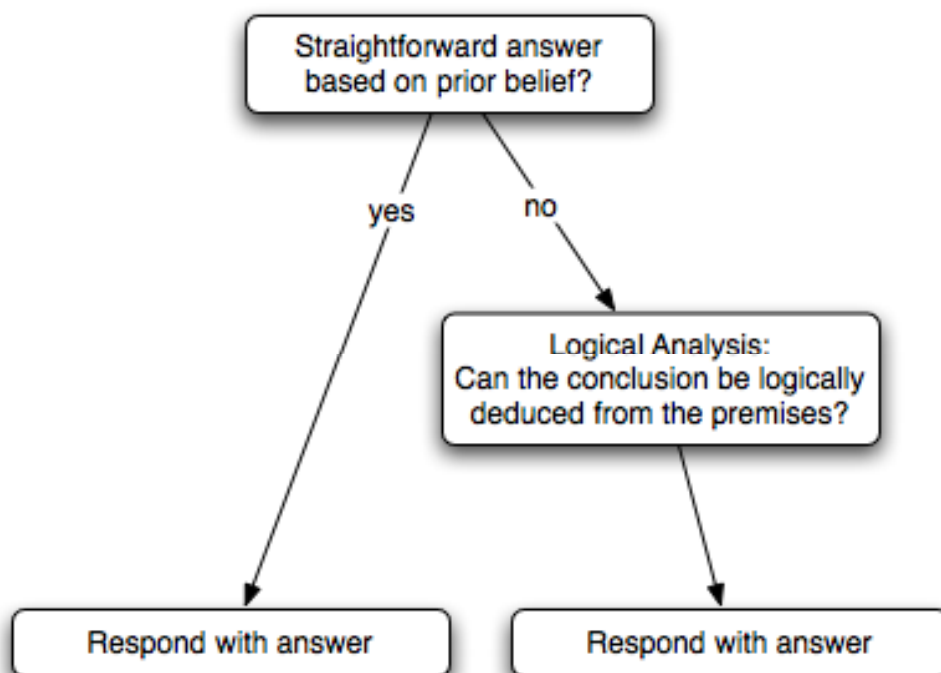 Straightforward answer
based on prior belief?
yes
no
Logical Analysis:
Can the conclusion be logically
deduced from the premises?
Respond with answer
Respond with answer